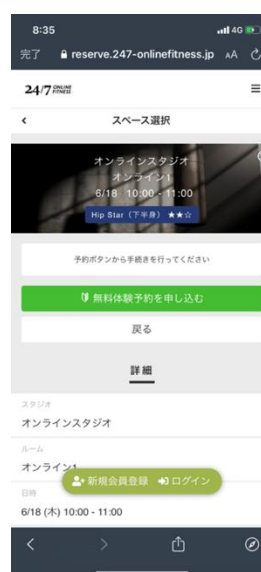 8:35
4G
完了 reserve.247-onlinefitness.jp AA
24/7 ONLINE FITNESS
スペース選択
オンラインスタジオ
オンライン1
6/18 10:00 - 11:00
Hip Star（下半身）★★☆
予約ボタンから手続きを行ってください
無料体験予約を申し込む
戻る
詳細
スタジオ
オンラインスタジオ
ルーム
オンライン1
新規会員登録 ログイン
日時
6/18 (木) 10:00 - 11:00